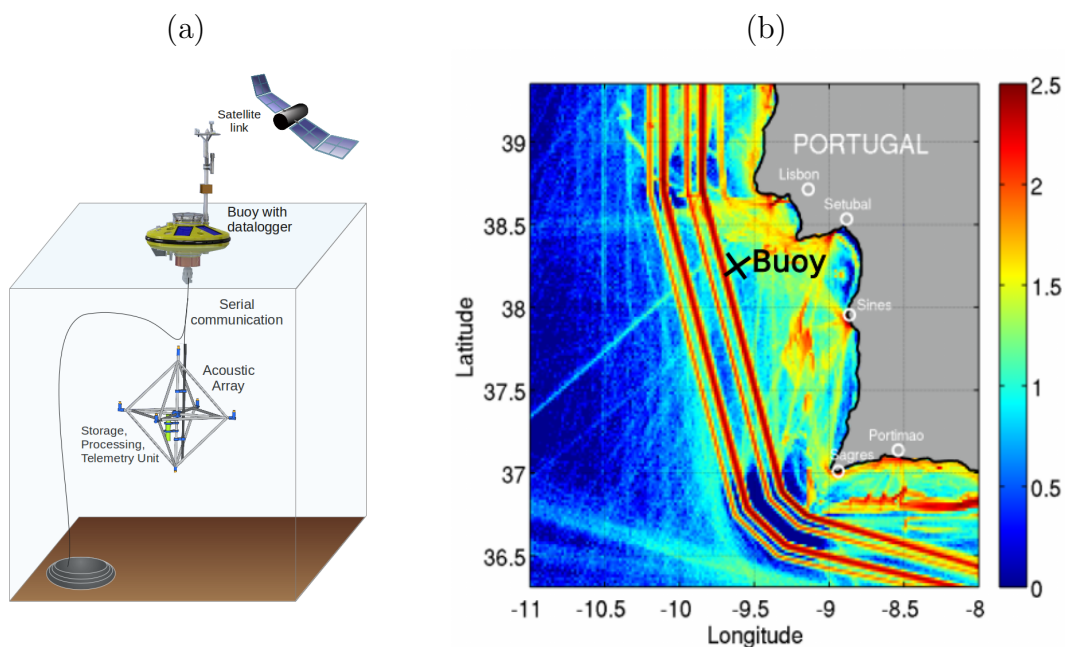 (a)
Satellite
link
Buoy with
datalogger
Serial
communication
Acoustic
Array
Storage,
Processing,
Telemetry Unit
(b)
PORTUGAL
Lisbon
Setubal
Buoy
Sines
Portimao
Sagres
Latitude
39
38.5
38
37.5
37
36.5
-11
-10.5
-10
-9.5
-9
-8.5
-8
Longitude
2.5
2
1.5
1
0.5
0